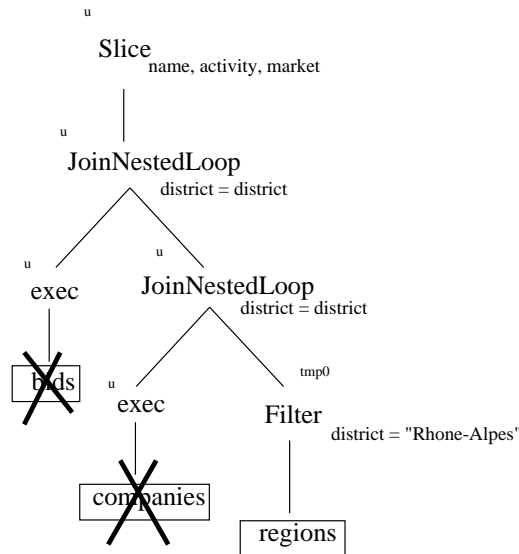 u
Slice
name, activity, market
u
JoinNestedLoop
district = district
u
exec
u
JoinNestedLoop
district = district
bids
u
exec
tmp0
Filter
district = "Rhone-Alpes"
companies
regions